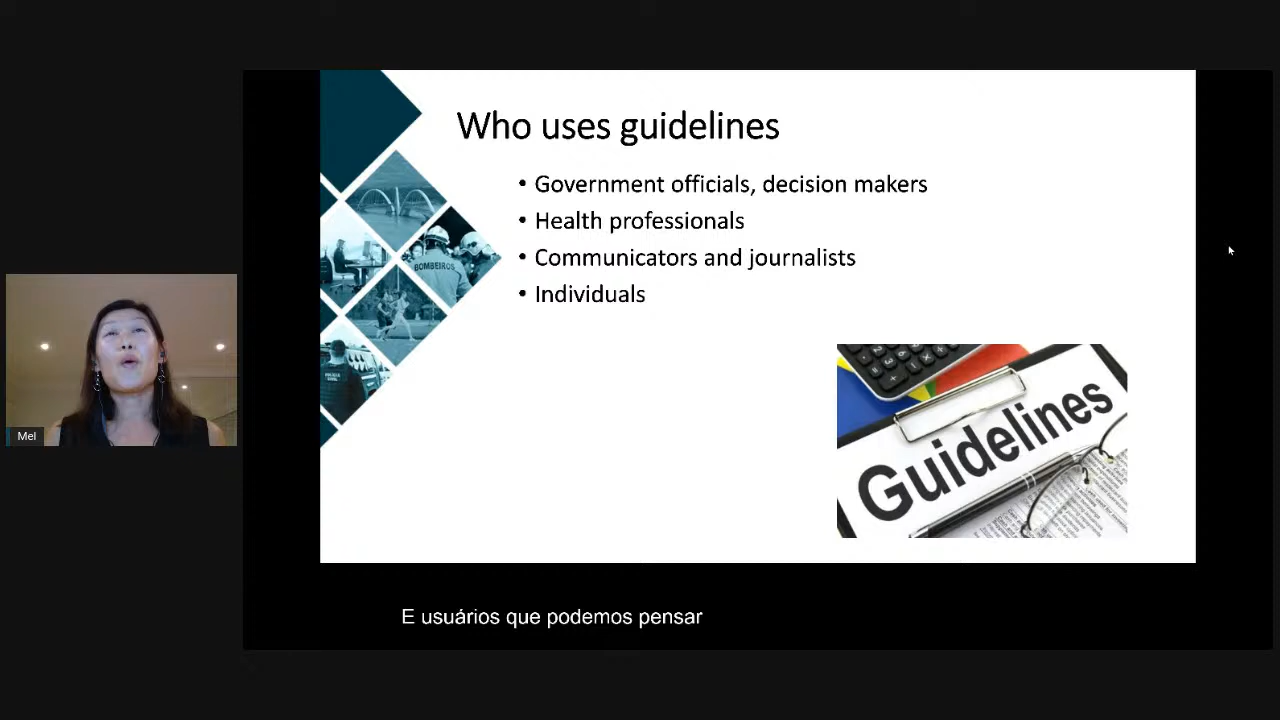 Who uses guidelines
• Government officials, decision makers
• Health professionals
• Communicators and journalists
• Individuals
BOMBEIROS
Guidelines
Mel
E usuários que podemos pensar